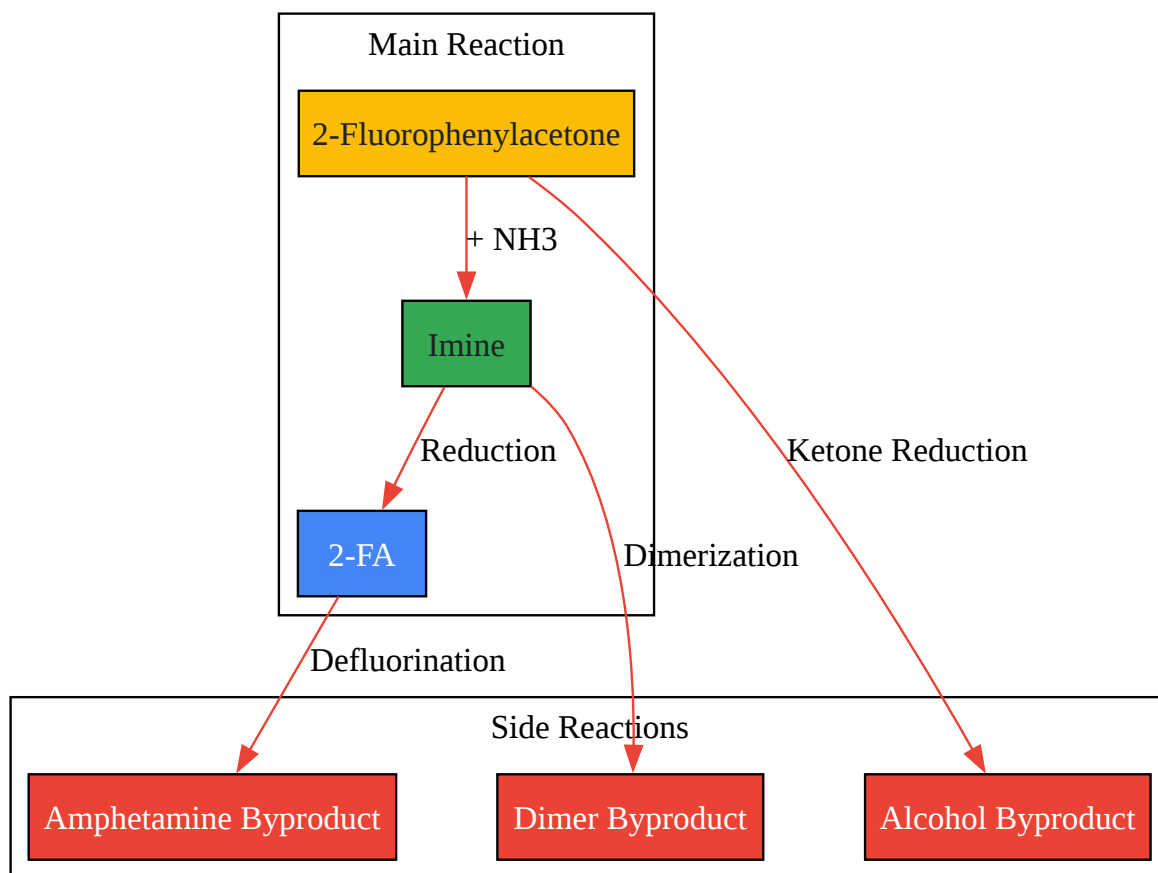 Main Reaction
2-Fluorophenylacetone
+ NH3
Imine
Reduction
Ketone Reduction
2-FA
Dimerization
Defluorination
Side Reactions
Amphetamine Byproduct
Dimer Byproduct
Alcohol Byproduct